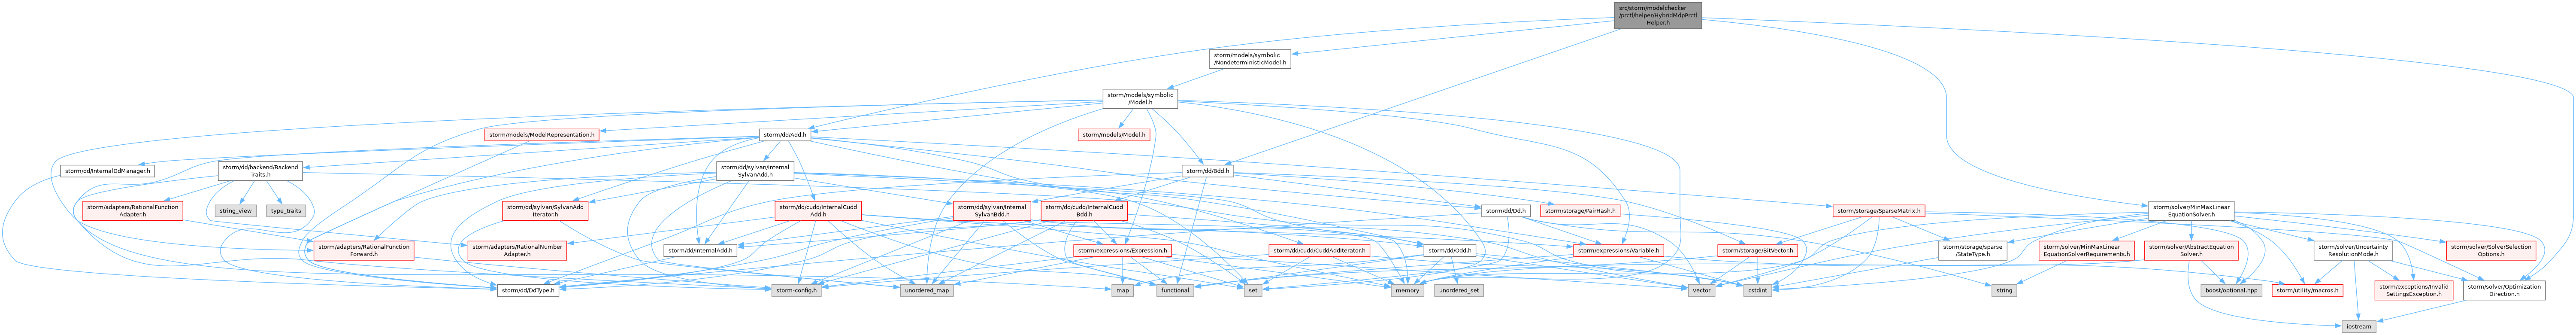 src/storm/modelchecker
/prctl/helper/HybridMdpPrctl
Helper.h
storm/models/symbolic
/NondeterministicModel.h
storm/models/symbolic
/Model.h
storm/models/ModelRepresentation.h
storm/dd/Add.h
storm/models/Model.h
storm/dd/InternalDdManager.h
storm/dd/backend/Backend
Traits.h
storm/dd/sylvan/Internal
SylvanAdd.h
storm/dd/Bdd.h
storm/adapters/RationalFunction
Adapter.h
string_view
type_traits
storm/dd/sylvan/SylvanAdd
Iterator.h
storm/dd/cudd/InternalCudd
Add.h
storm/dd/sylvan/Internal
SylvanBdd.h
storm/dd/cudd/InternalCudd
Bdd.h
storm/dd/Dd.h
storm/storage/PairHash.h
storm/storage/SparseMatrix.h
storm/solver/MinMaxLinear
EquationSolver.h
storm/adapters/RationalFunction
Forward.h
storm/adapters/RationalNumber
Adapter.h
storm/dd/InternalAdd.h
storm/expressions/Expression.h
storm/dd/cudd/CuddAddIterator.h
storm/dd/Odd.h
storm/expressions/Variable.h
storm/storage/BitVector.h
storm/storage/sparse
/StateType.h
storm/solver/MinMaxLinear
EquationSolverRequirements.h
storm/solver/AbstractEquation
Solver.h
storm/solver/Uncertainty
ResolutionMode.h
storm/solver/SolverSelection
Options.h
storm/dd/DdType.h
storm-config.h
unordered_map
map
functional
set
memory
unordered_set
vector
cstdint
string
boost/optional.hpp
storm/utility/macros.h
storm/exceptions/Invalid
SettingsException.h
storm/solver/Optimization
Direction.h
iostream